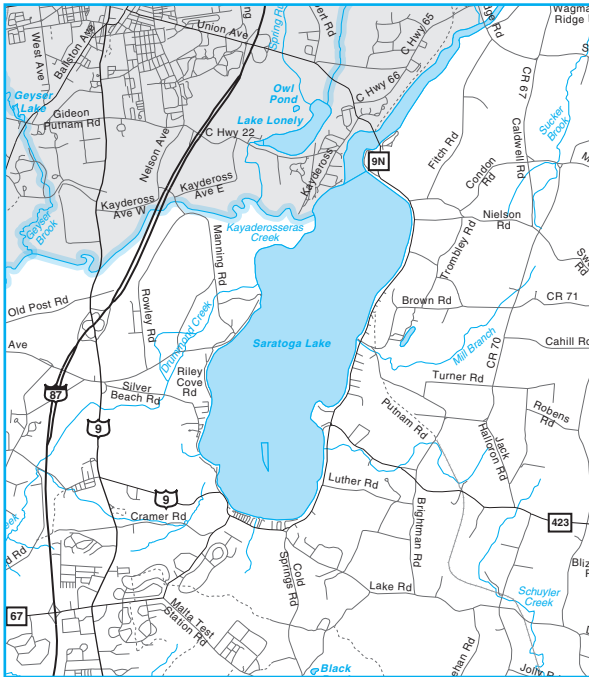 Wagma
Ridge
Union Ave
West Ave
Ballston Ave
C Hwy 65
CR 67
Geyser
Lake
Owl
Pond
C Hwy 66
Gideon
Putnam Rd
Lake Lonely
C Hwy 22
Sucker
Brook
Caldwell Rd
Nelson Ave
9N
Fitch Rd
Kaydeross
Condon
Rd
Kaydeross
Ave E
Kaydeross
Ave W
Geyser
Brook
Kayaderosseras
Creek
Nielson
Rd
Manning Rd
Trombley Rd
Old Post Rd
Rowley Rd
Brown Rd
CR 71
Drummond Creek
Saratoga Lake
Mill Branch
CR 70
Cahill R
Ave
Riley
Cove
Rd
Turner Rd
Silver
Beach Rd
87
Putnam Rd
Robens
Rd
9
Jack
Halloron Rd
Luther Rd
9
Cramer Rd
Brightman Rd
423
Cold
Springs Rd
Lake Rd
Schuyler
Creek
67
Malta Test
Station Rd
Black